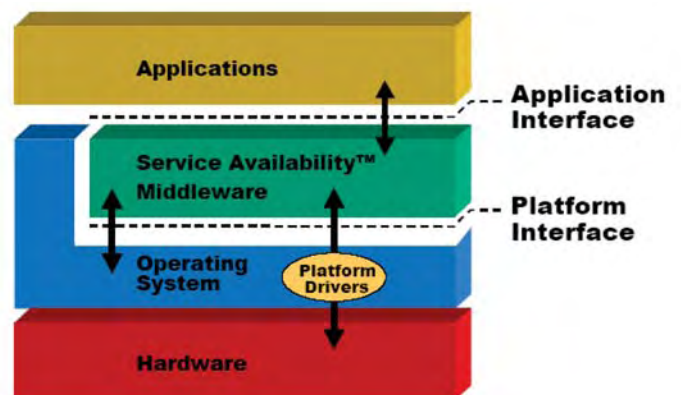 Applications
Application
Interface
Service Availability™
Middleware
Platform
Interface
Operating
System
Platform
Drivers
Hardware